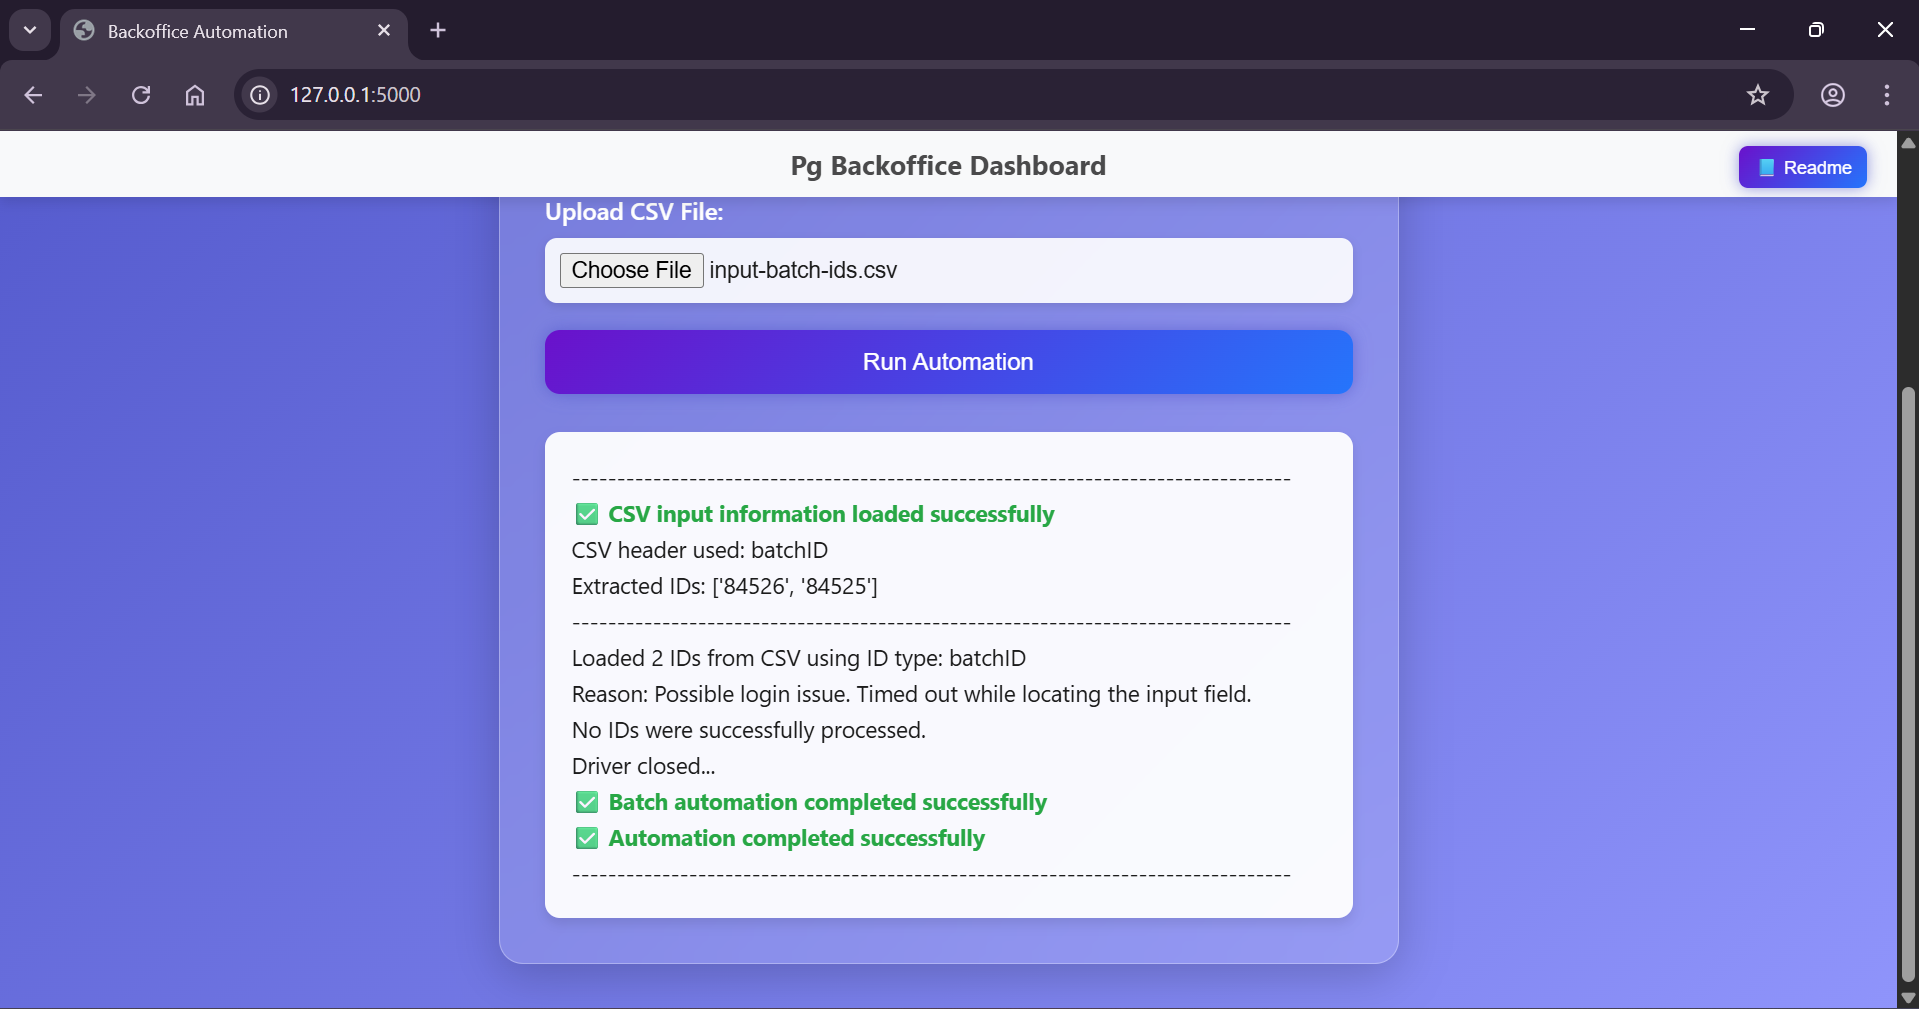 Backoffice Automation
127.0.0.1:5000
Pg Backoffice Dashboard
Readme
Upload CSV File:
Choose File input-batch-ids.csv
Run Automation
--------------------------------------------------------------------------------
✅ CSV input information loaded successfully
CSV header used: batchID
Extracted IDs: ['84526', '84525']
--------------------------------------------------------------------------------
Loaded 2 IDs from CSV using ID type: batchID
Reason: Possible login issue. Timed out while locating the input field.
No IDs were successfully processed.
Driver closed...
✅ Batch automation completed successfully
✅ Automation completed successfully
--------------------------------------------------------------------------------